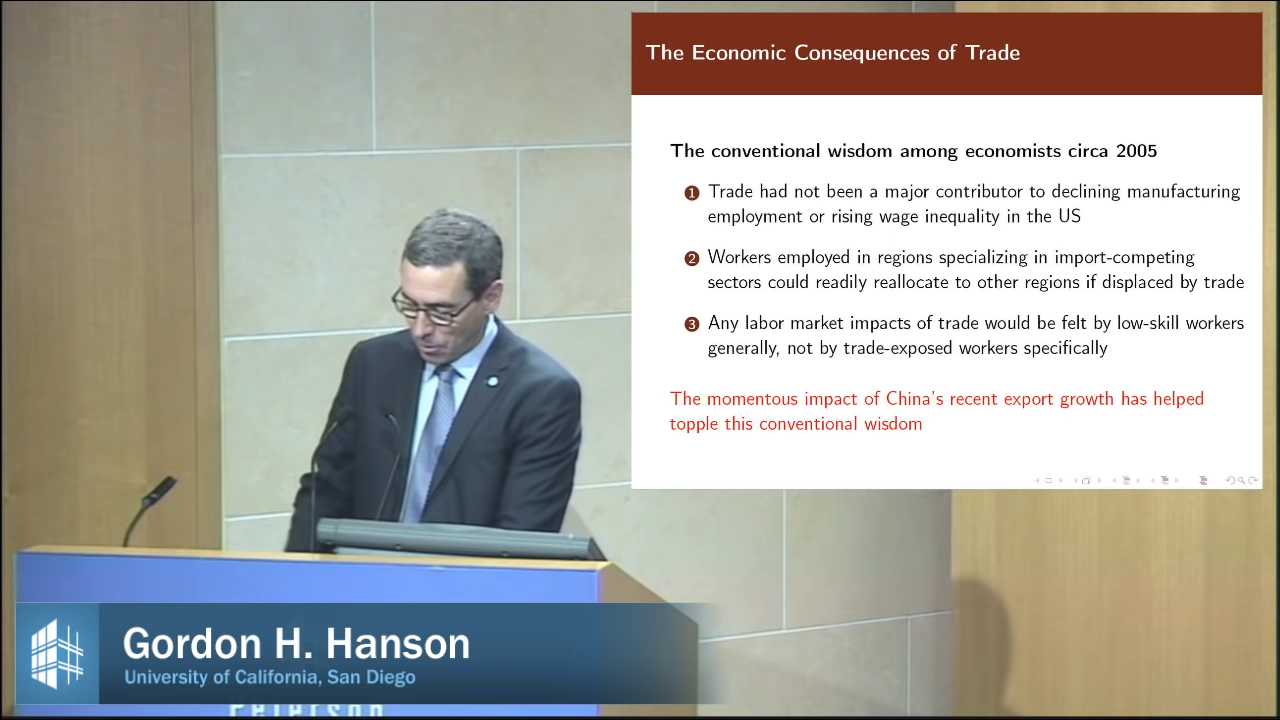 The Economic Consequences of Trade
The conventional wisdom among economists circa 2005
1 Trade had not been a major contributor to declining manufacturing
employment or rising wage inequality in the US
2 Workers employed in regions specializing in import-competing
sectors could readily reallocate to other regions if displaced by trade
3 Any labor market impacts of trade would be felt by low-skill workers
generally, not by trade-exposed workers specifically
The momentous impact of China's recent export growth has helped
topple this conventional wisdom
Gordon H. Hanson
University of California, San Diego
Peterson